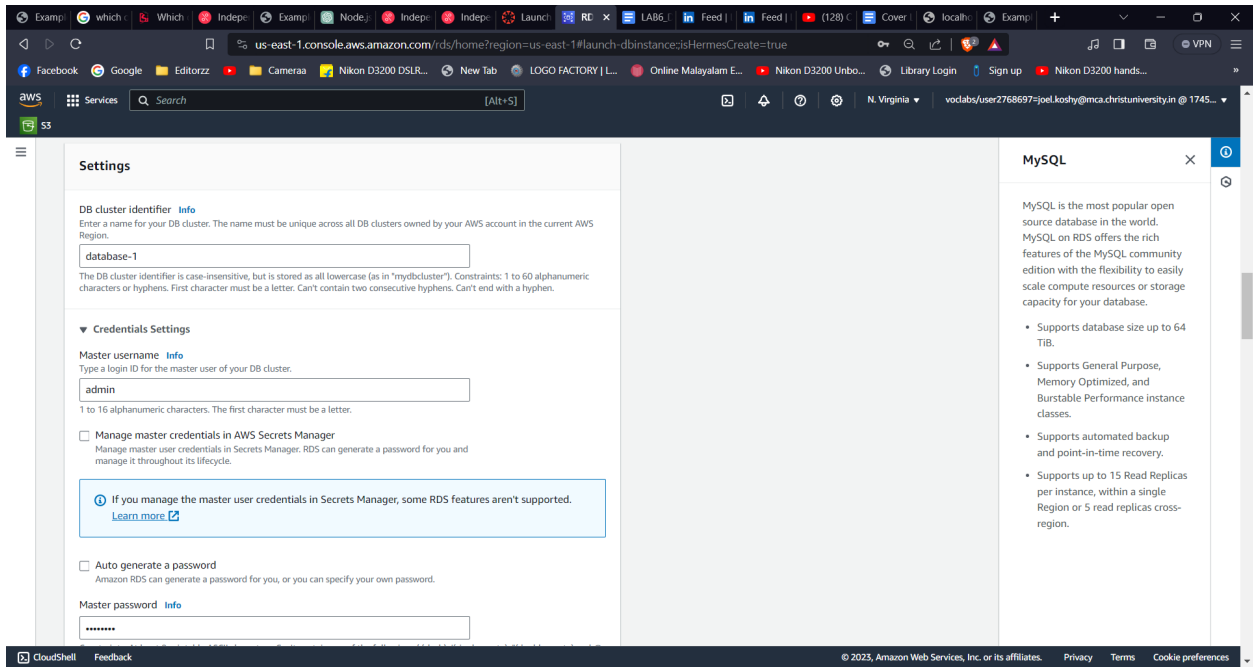 Exampl
which
Which
Indepe
Exampl
Node.js
Indepe
Indepe
Launch
RD
LAB6_
Feed |
Feed |
(128)
Cover
localho
Exampl
us-east-1.console.aws.amazon.com/rds/home?region=us-east-1#launch-dbinstance:;isHermesCreate=true
VPN
Facebook
Google
Editorzz
Cameraa
Nikon D3200 DSLR...
New Tab
LOGO FACTORY | L...
Online Malayalam E...
Nikon D3200 Unbo...
Library Login
Sign up
Nikon D3200 hands...
aws
Services
Search
[Alt+S]
N. Virginia
voclabs/user2768697=joel.koshy@mca.christuniversity.in @ 1745...
S3
Settings
DB cluster identifier Info
Enter a name for your DB cluster. The name must be unique across all DB clusters owned by your AWS account in the current AWS
Region.
database-1
The DB cluster identifier is case-insensitive, but is stored as all lowercase (as in "mydbcluster"). Constraints: 1 to 60 alphanumeric
characters or hyphens. First character must be a letter. Can't contain two consecutive hyphens. Can't end with a hyphen.
Credentials Settings
Master username Info
Type a login ID for the master user of your DB cluster.
admin
1 to 16 alphanumeric characters. The first character must be a letter.
Manage master credentials in AWS Secrets Manager
Manage master user credentials in Secrets Manager. RDS can generate a password for you and
manage it throughout its lifecycle.
If you manage the master user credentials in Secrets Manager, some RDS features aren't supported.
Learn more
Auto generate a password
Amazon RDS can generate a password for you, or you can specify your own password.
Master password Info
••••••••
MySQL
MySQL is the most popular open
source database in the world.
MySQL on RDS offers the rich
features of the MySQL community
edition with the flexibility to easily
scale compute resources or storage
capacity for your database.
• Supports database size up to 64
TiB.
• Supports General Purpose,
Memory Optimized, and
Burstable Performance instance
classes.
• Supports automated backup
and point-in-time recovery.
• Supports up to 15 Read Replicas
per instance, within a single
Region or 5 read replicas cross-
region.
CloudShell
Feedback
© 2023, Amazon Web Services, Inc. or its affiliates.
Privacy
Terms
Cookie preferences